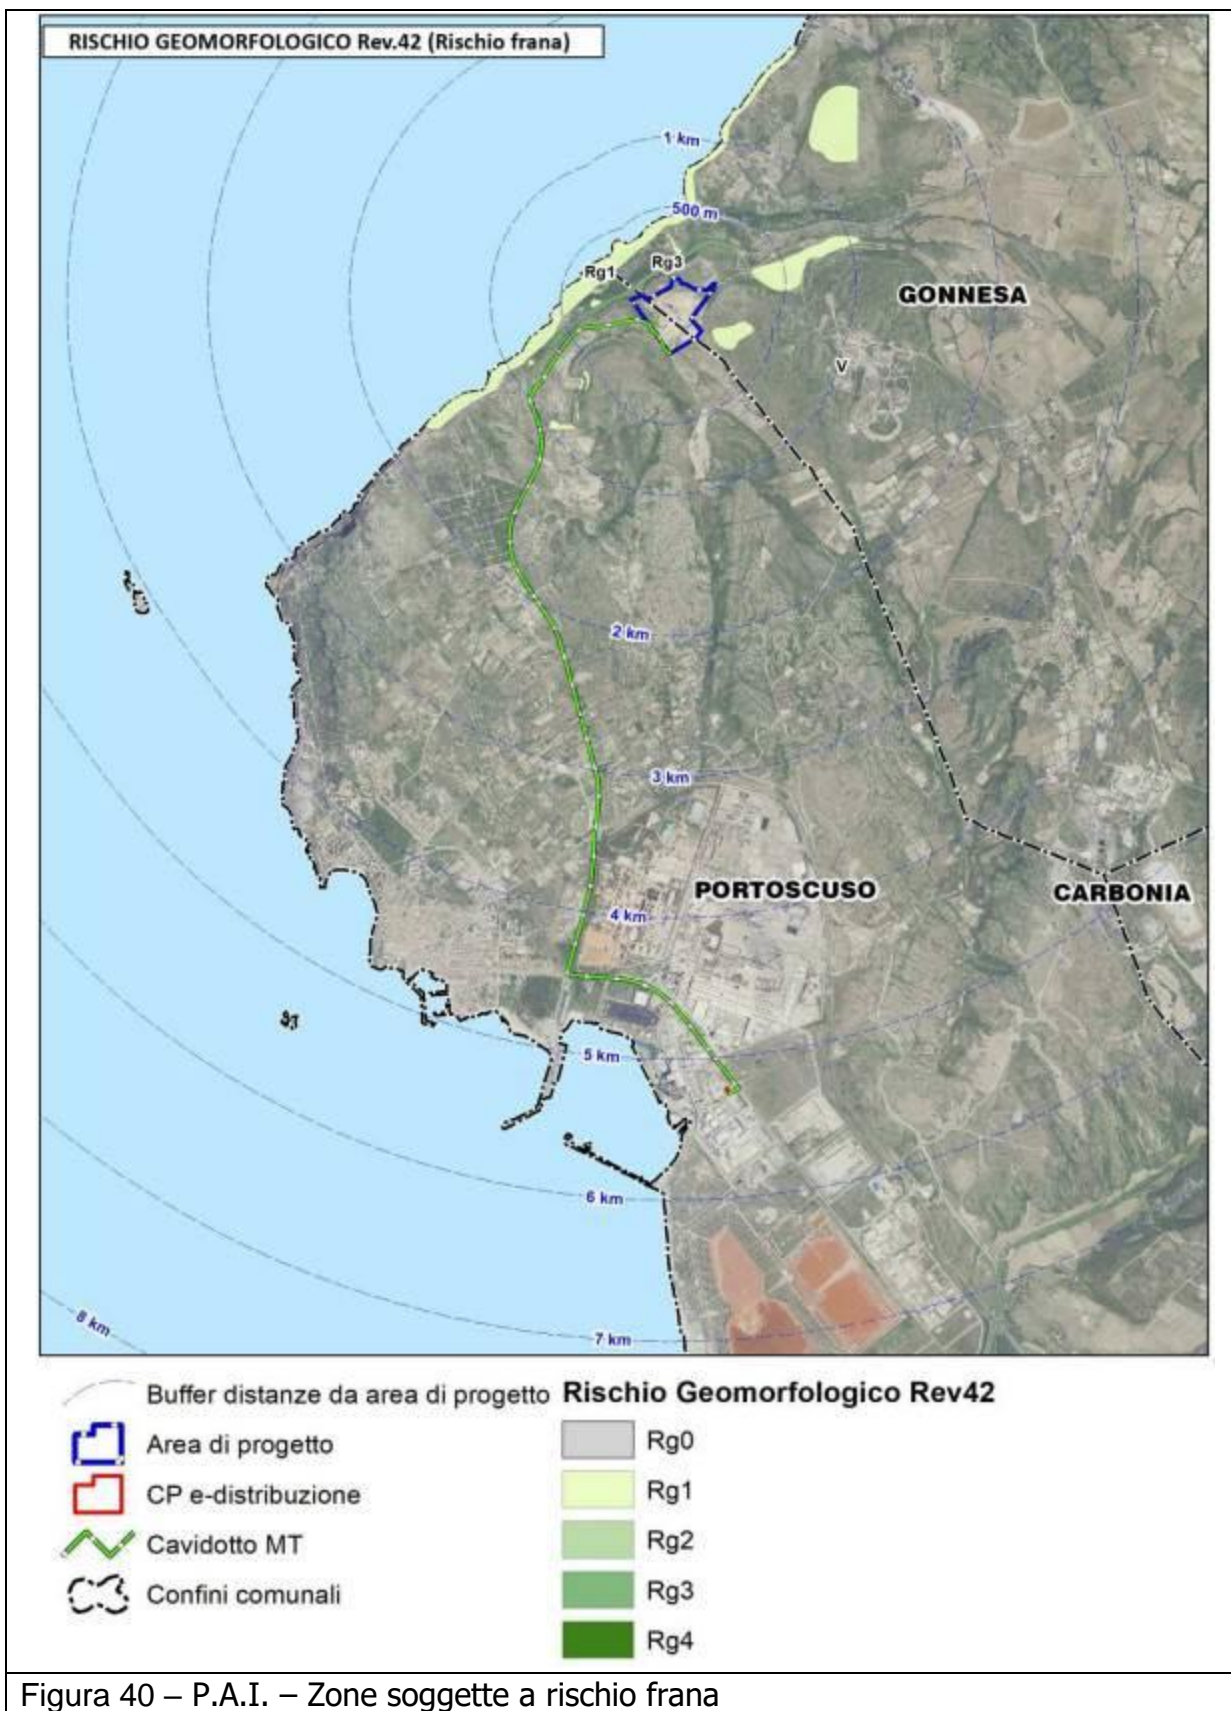 RISCHIO GEOMORFOLOGICO Rev.42 (Rischio frana)
1 km
500 m
Rg3
Rg1
GONNESA
V
2 km
3 km
PORTOSCUSO
CARBONIA
4 km
5 km
6 km
8 km
7 km
Buffer distanze da area di progetto
Area di progetto
CP e-distribuzione
Cavidotto MT
Confini comunali
Rischio Geomorfologico Rev42
Rg0
Rg1
Rg2
Rg3
Rg4
Figura 40 – P.A.I. – Zone soggette a rischio frana